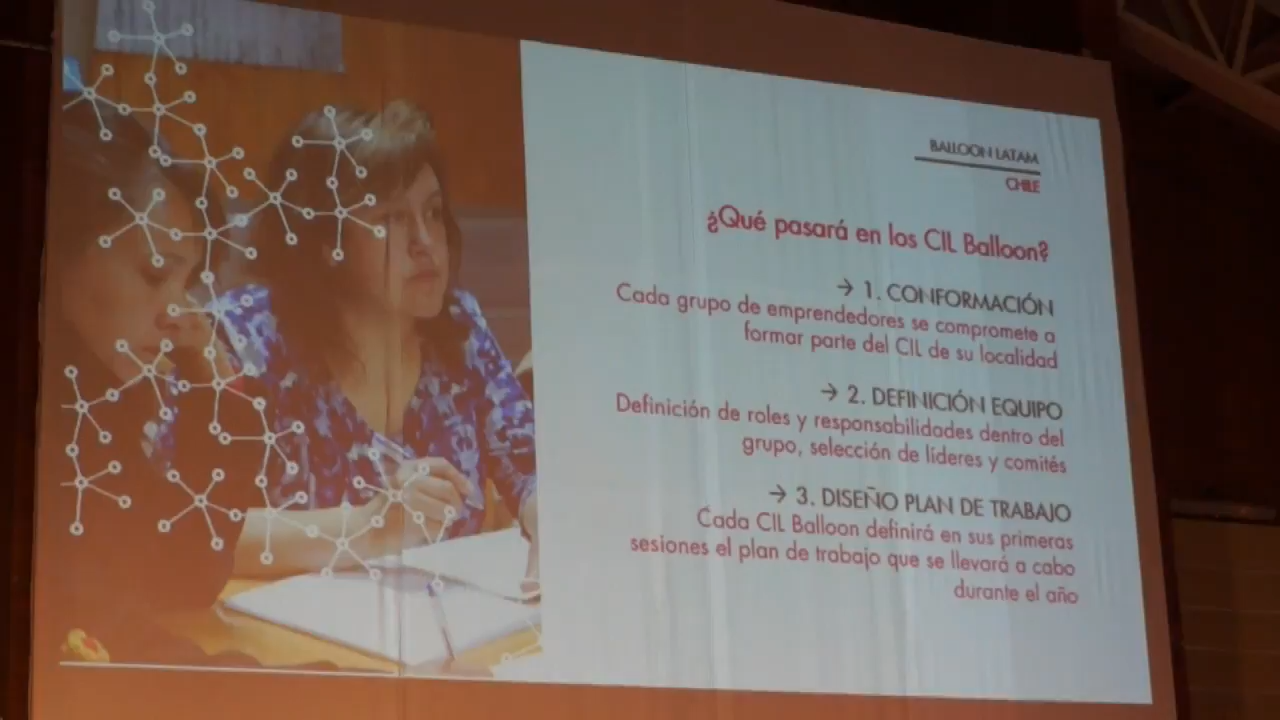 BALLOON LATAM
CHILE
¿Qué pasará en los CIL Balloon?
→ 1. CONFORMACIÓN
Cada grupo de emprendedores se compromete a
formar parte del CIL de su localidad
→ 2. DEFINICIÓN EQUIPO
Definición de roles y responsabilidades dentro del
grupo, selección de líderes y comités
→ 3. DISEÑO PLAN DE TRABAJO
Cada CIL Balloon definirá en sus primeras
sesiones el plan de trabajo que se llevará a cabo
durante el año